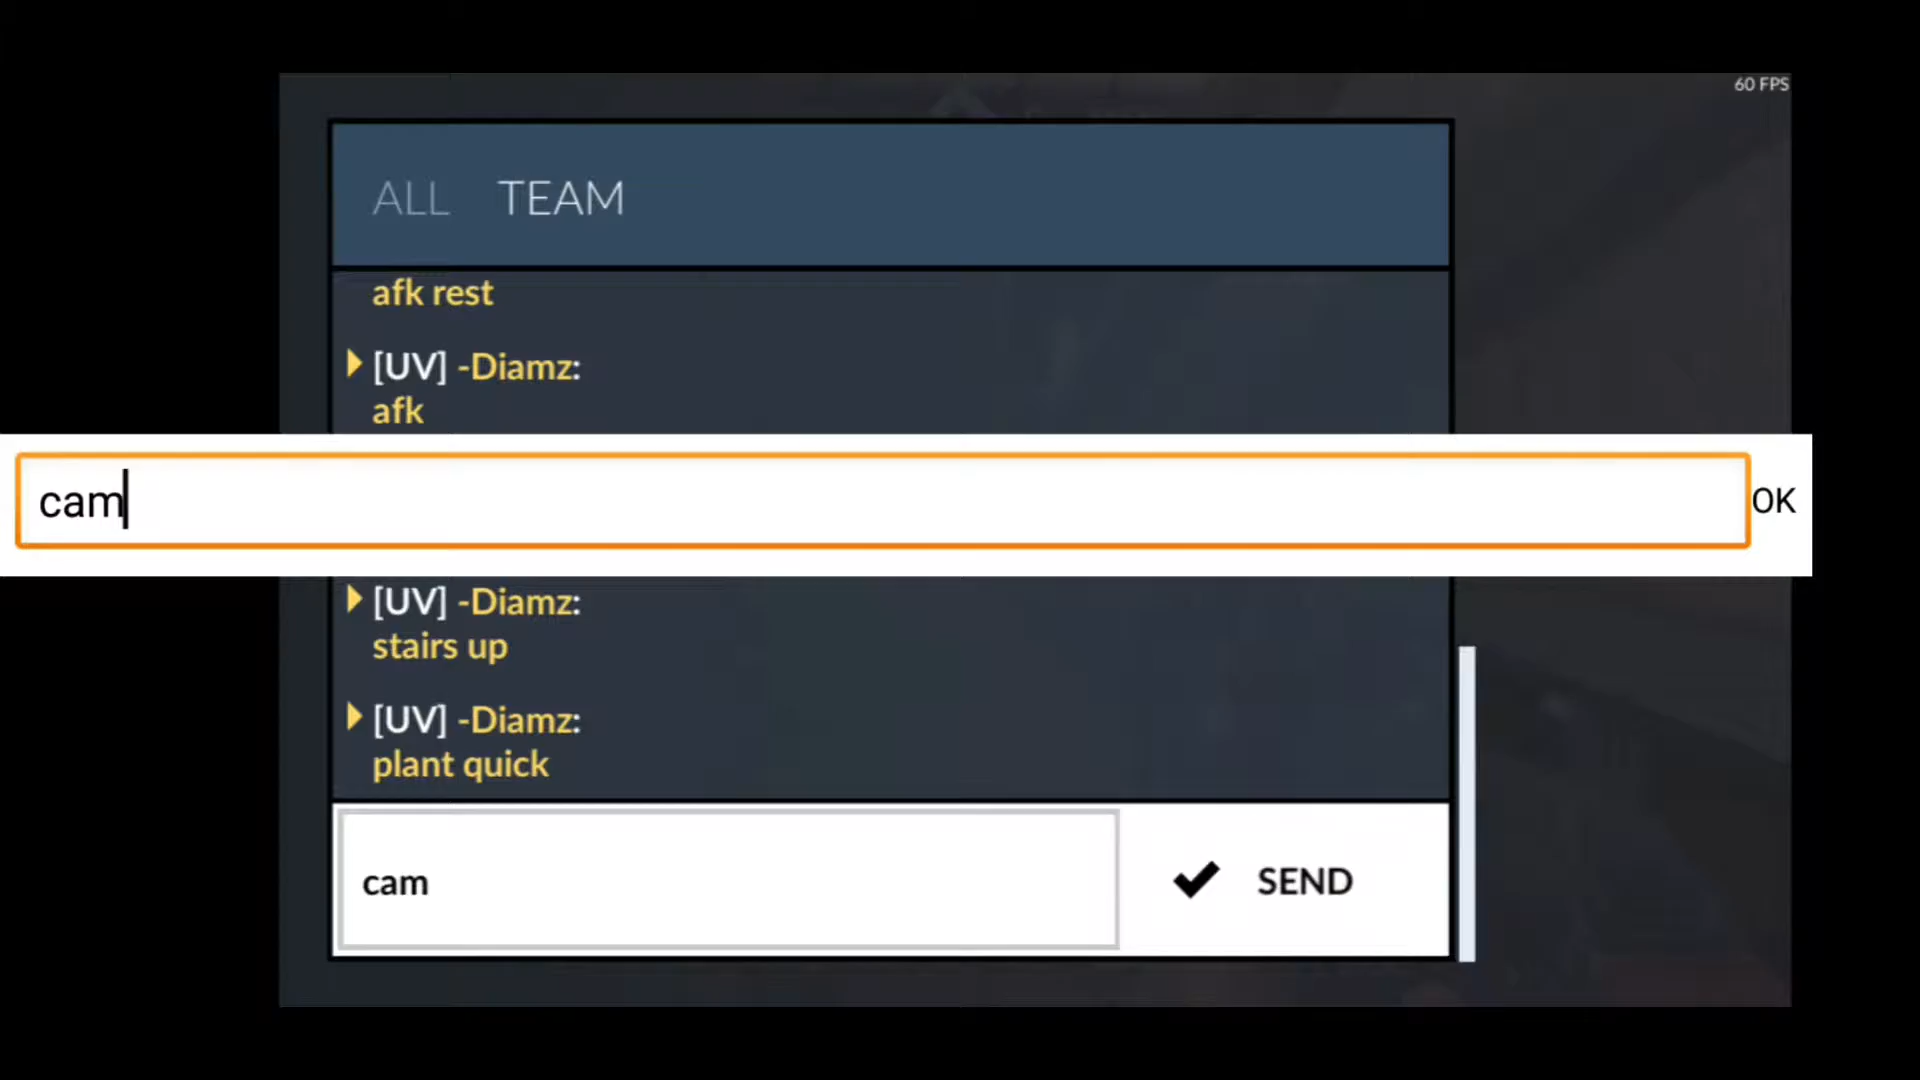 60 FPS
ALL TEAM
afk rest
[UV] -Diamz:
afk
cam OK
[UV] -Diamz:
stairs up
[UV] -Diamz:
plant quick
cam SEND